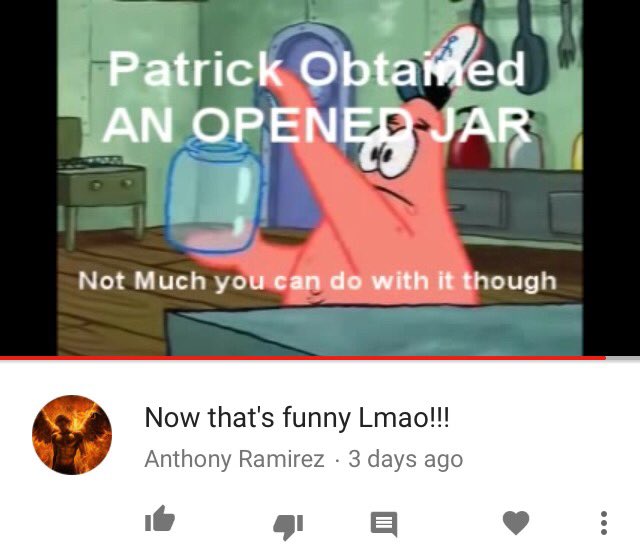 Patrick Obtained
AN OPENED JAR
Not Much you can do with it though
Now that's funny Lmao!!!
Anthony Ramirez · 3 days ago